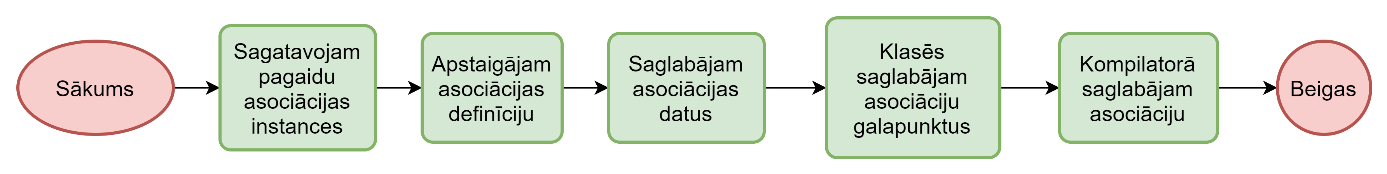 Sākums
Sagatavojam
pagaidu
asociācijas
instances
Apstaigājam
asociācijas
definīciju
Saglabājam
asociācijas
datus
Klasēs
saglabājam
asociāciju
galapunktus
Kompilatorā
saglabājam
asociāciju
Beigas